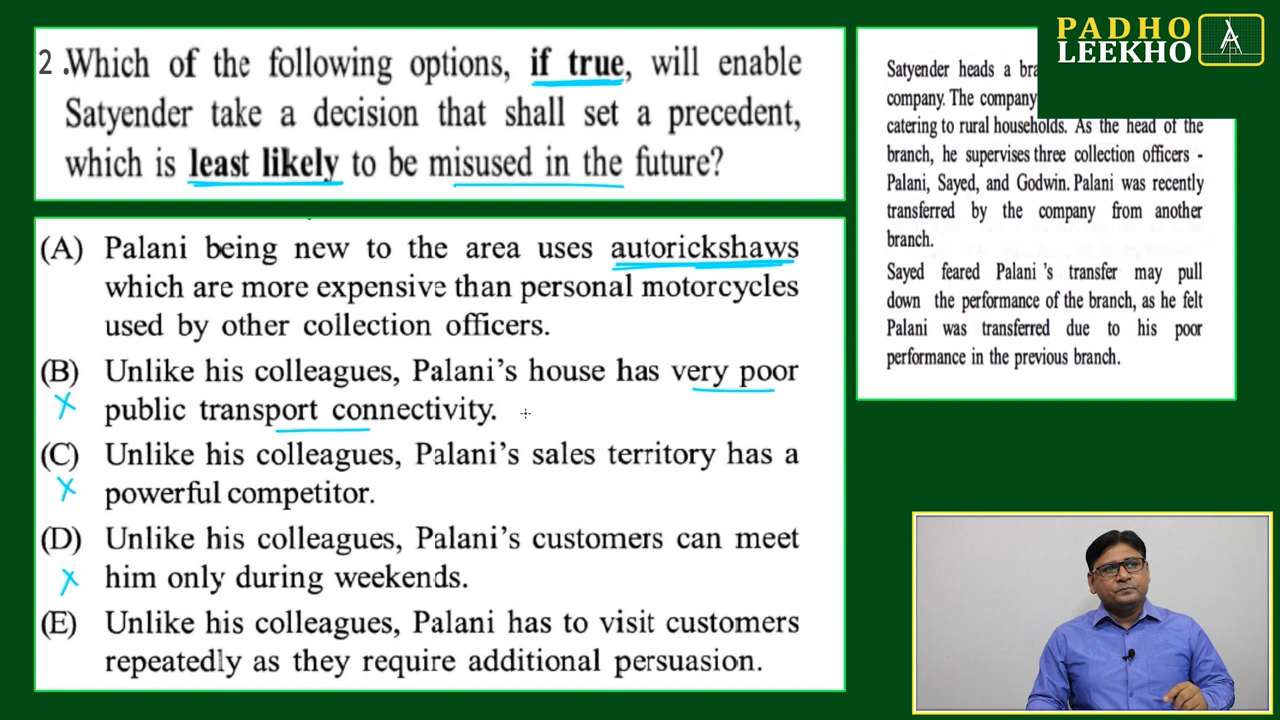 2 .Which of the following options, if true, will enable
Satyender take a decision that shall set a precedent,
which is least likely to be misused in the future?
(A) Palani being new to the area uses autorickshaws
which are more expensive than personal motorcycles
used by other collection officers.
(B) Unlike his colleagues, Palani's house has very poor
public transport connectivity.
(C) Unlike his colleagues, Palani's sales territory has a
powerful competitor.
(D) Unlike his colleagues, Palani's customers can meet
him only during weekends.
(E) Unlike his colleagues, Palani has to visit customers
repeatedly as they require additional persuasion.
PADHO
LEEKHO
Satyender heads a
company. The company
catering to rural households. As the head of the
branch, he supervises three collection officers -
Palani, Sayed, and Godwin. Palani was recently
transferred by the company from another
branch.
Sayed feared Palani 's transfer may pull
down the performance of the branch, as he felt
Palani was transferred due to his poor
performance in the previous branch.